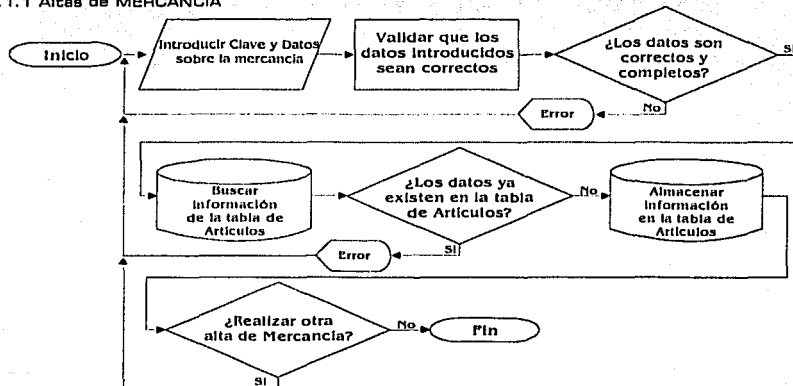 .1.1 Altas de MERCANCIA
Inicio
Introducir Clave y Datos
sobre la mercancia
Validar que los
datos introducidos
sean correctos
¿Los datos son
correctos y
completos?
Si
No
Error
Buscar
Información
de la tabla de
Artículos
¿Los datos ya
existen en la tabla
de Artículos?
No
Almacenar
Información
en la tabla de
Artículos
Si
Error
¿Realizar otra
alta de Mercancia?
No
Fin
Si